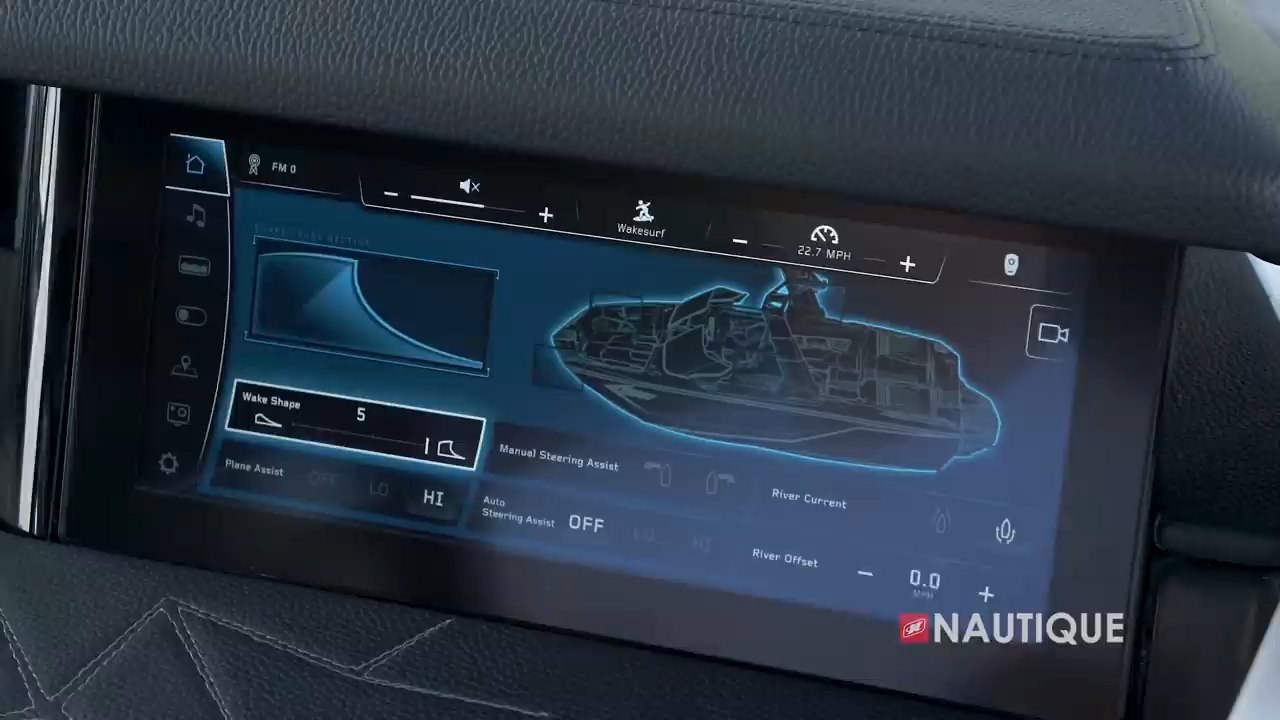 FM 0
Wakesurf
22.7 MPH
Wake Shape
5
Plane Assist
OFF
LO
HI
Manual Steering Assist
Auto
Steering Assist
OFF
LO
HI
River Current
River Offset
0.0
MPH
NAUTIQUE